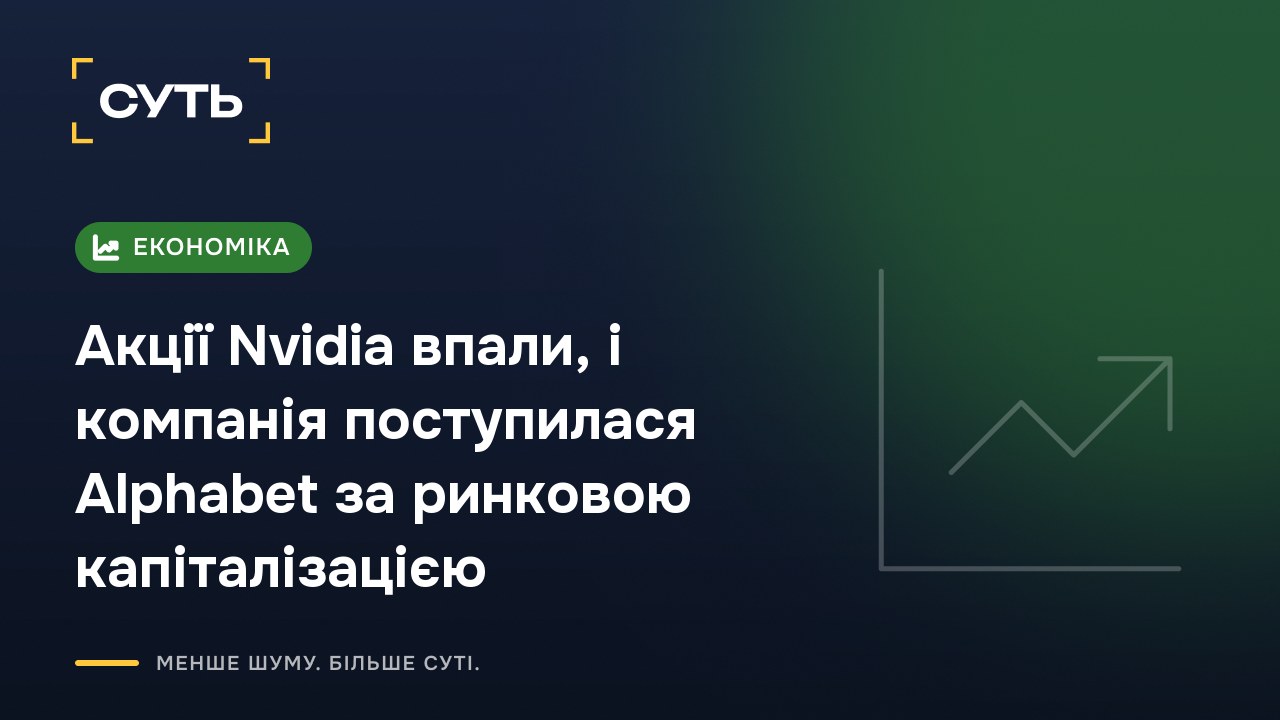 СУТЬ
ЕКОНОМІКА
Акції Nvidia впали, і
компанія поступилася
Alphabet за ринковою
капіталізацією
МЕНШЕ ШУМУ. БІЛЬШЕ СУТІ.